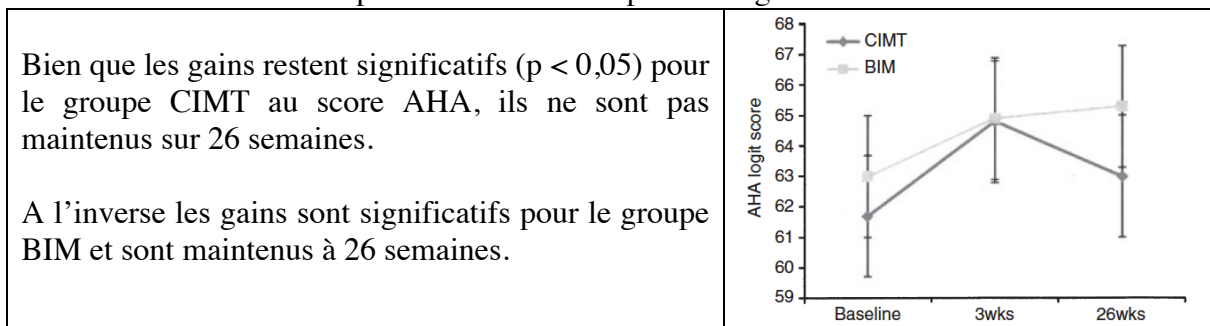 Bien que les gains restent significatifs (p < 0,05) pour
le groupe CIMT au score AHA, ils ne sont pas
maintenus sur 26 semaines.
A l’inverse les gains sont significatifs pour le groupe
BIM et sont maintenus à 26 semaines.
68
67
66
65
64
63
62
61
60
59
AHA logit score
CIMT
BIM
Baseline 3wks 26wks